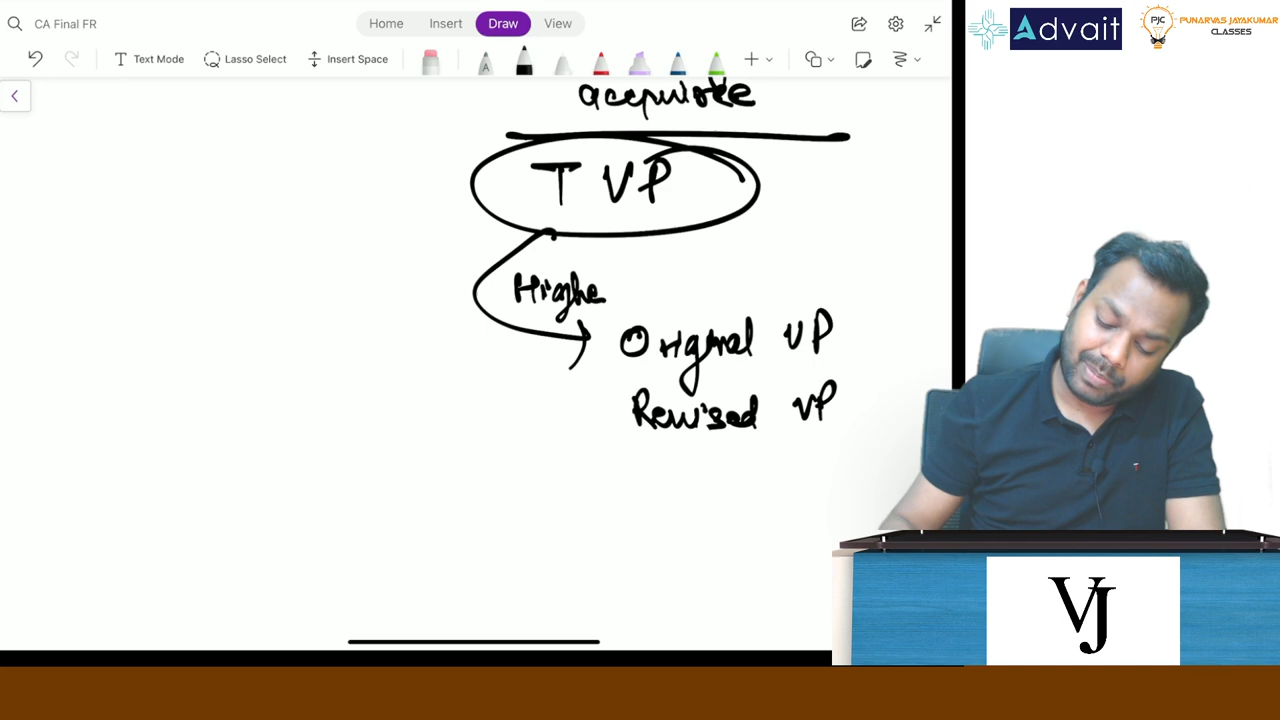 CA Final FR
Home Insert Draw View
Text Mode Lasso Select Insert Space
A
Advait
PJC
PUNARVAS JAYAKUMAR
CLASSES
T VP
Highe
Original VP
Revised VP
VJ